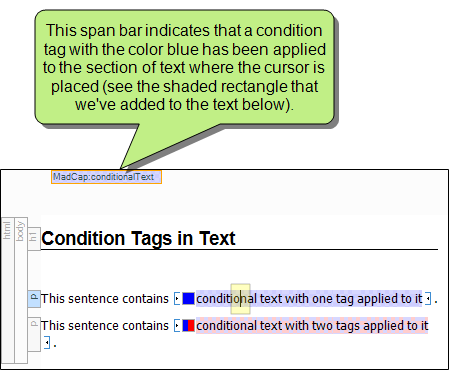 This span bar indicates that a condition
tag with the color blue has been applied
to the section of text where the cursor is
placed (see the shaded rectangle that
we've added to the text below).
MadCap:conditionalText
html
body
h1
Condition Tags in Text
p
This sentence contains conditional text with one tag applied to it .
p
This sentence contains conditional text with two tags applied to it
.